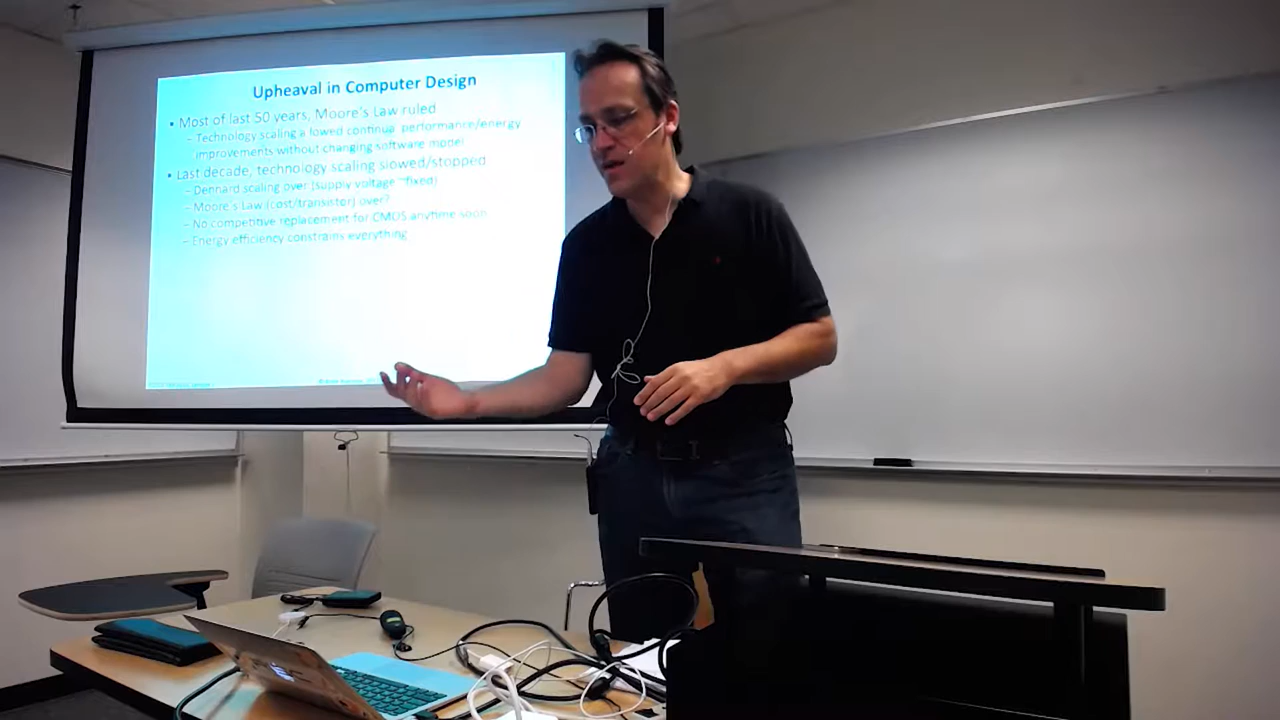 Upheaval in Computer Design
• Most of last 50 years, Moore's Law ruled
– Technology scaling allowed continual performance/energy
improvements without changing software model
• Last decade, technology scaling slowed/stopped
– Dennard scaling over (supply voltage ~fixed)
– Moore's Law (cost/transistor) over?
– No competitive replacement for CMOS anytime soon
– Energy efficiency constrains everything